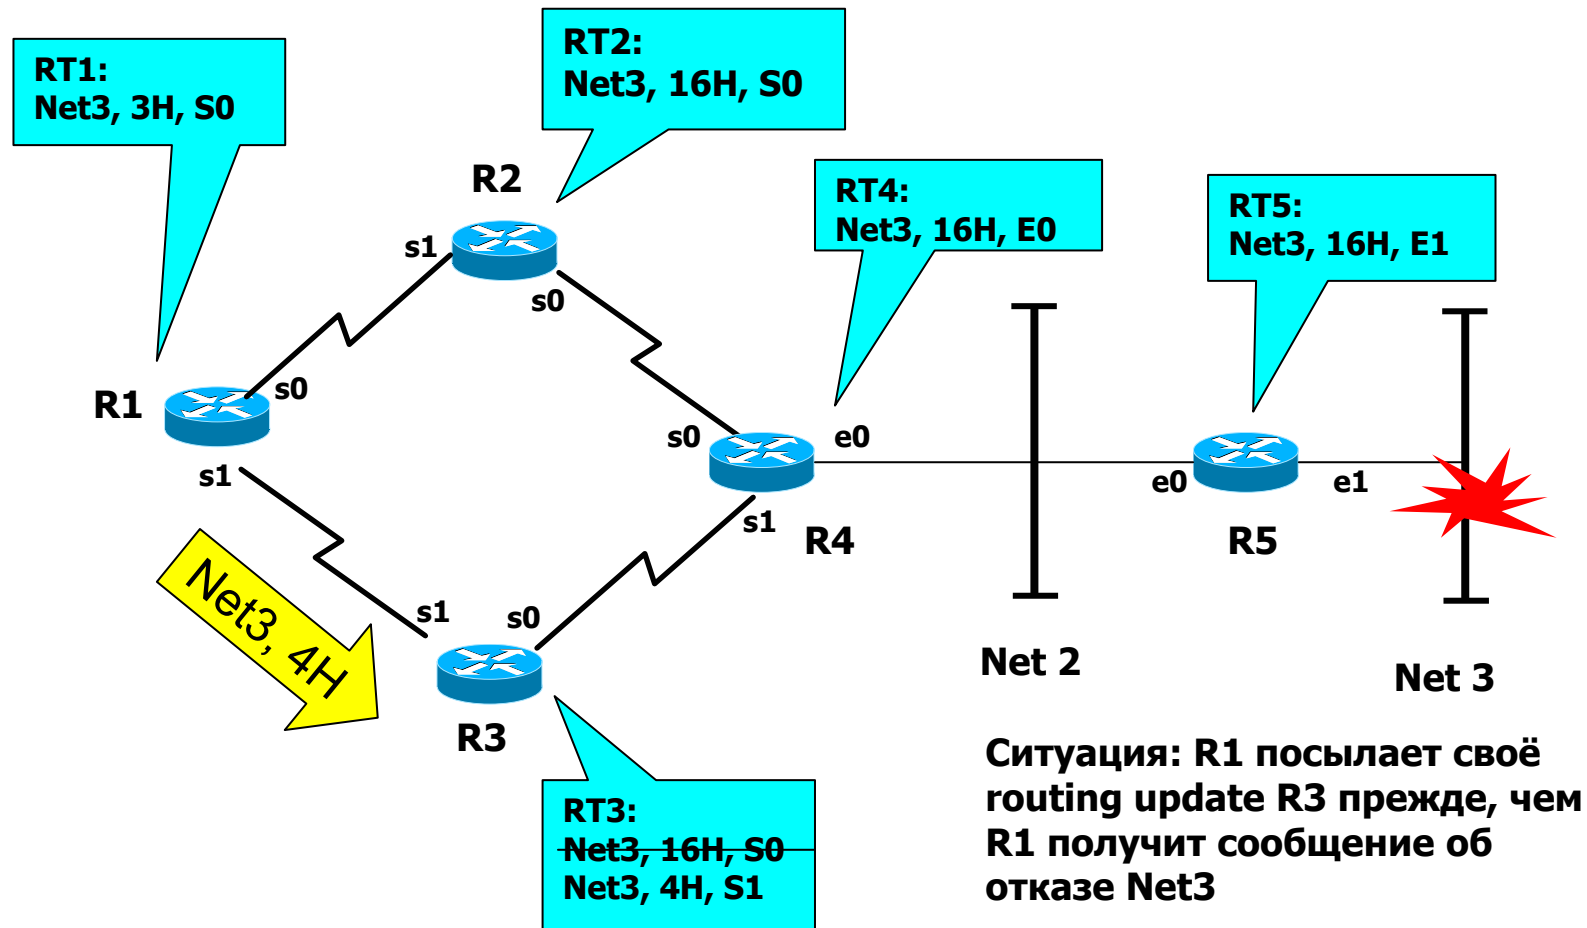 RT1:
Net3, 3H, S0
RT2:
Net3, 16H, S0
RT4:
Net3, 16H, E0
RT5:
Net3, 16H, E1
R2
s1
s0
R1
s0
s1
s0
e0
s1
R4
e0
e1
R5
Net3, 4H
s1
s0
R3
Net 2
Net 3
RT3:
Net3, 16H, S0
Net3, 4H, S1
Ситуация: R1 посылает своё
routing update R3 прежде, чем
R1 получит сообщение об
отказе Net3